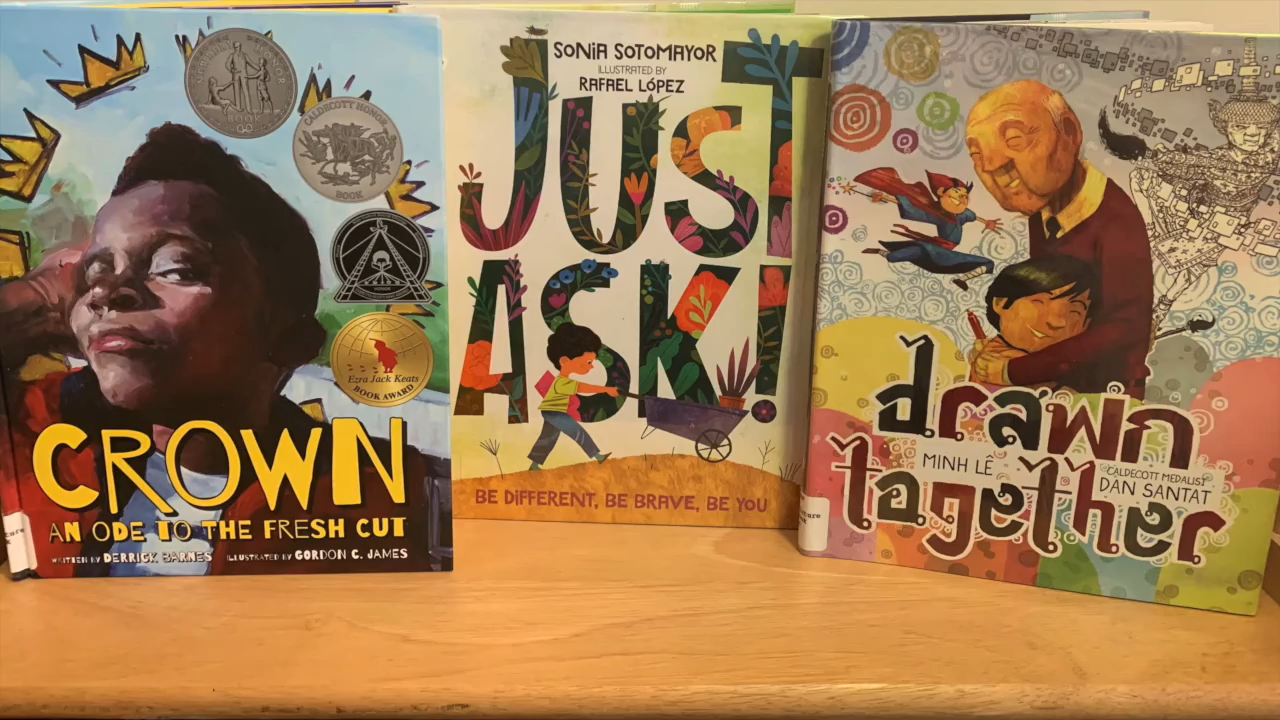 BOOK
CALDECOTT HONOR
BOOK
HONOR
Ezra Jack Keats
BOOK AWARD
CROWN
AN ODE TO THE FRESH CUT
WRITTEN BY DERRICK BARNES ILLUSTRATED BY GORDON C. JAMES
SONIA SOTOMAYOR
ILLUSTRATED BY
RAFAEL LÓPEZ
JUST
ASK!
BE DIFFERENT, BE BRAVE, BE YOU
drawn
together
MINH LÊ
CALDECOTT MEDALIST
DAN SANTAT